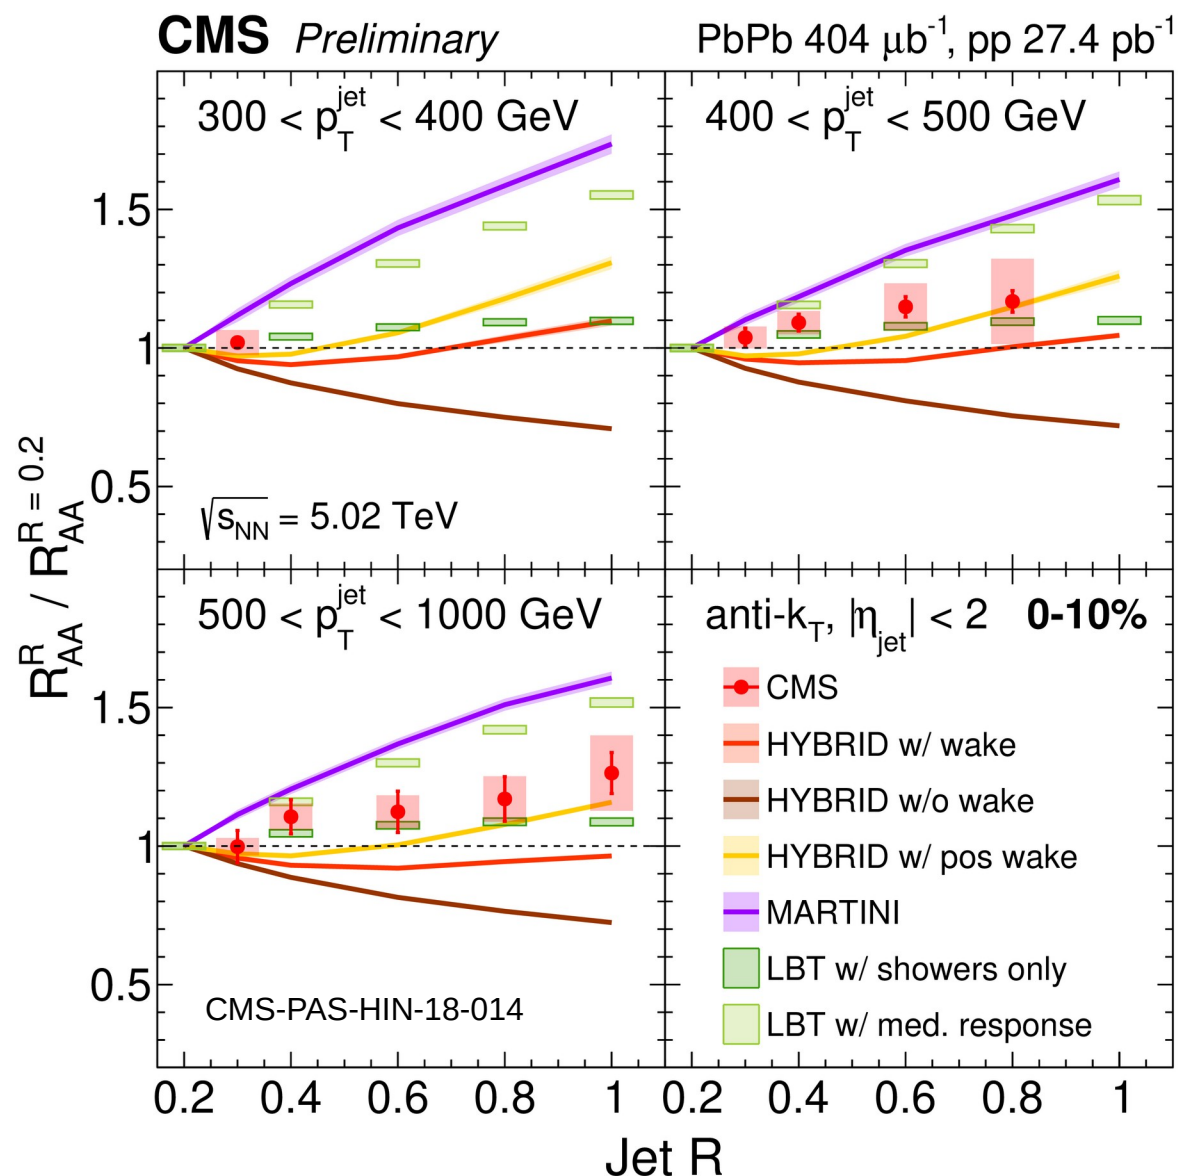 CMS Preliminary PbPb 404 μb⁻¹, pp 27.4 pb⁻¹
300 < p_T^jet < 400 GeV
400 < p_T^jet < 500 GeV
1.5
1
0.5
√s_NN = 5.02 TeV
R_AA^R / R_AA^{R = 0.2}
500 < p_T^jet < 1000 GeV
1.5
1
0.5
CMS-PAS-HIN-18-014
anti-k_T, |η_jet| < 2 0-10%
CMS
HYBRID w/ wake
HYBRID w/o wake
HYBRID w/ pos wake
MARTINI
LBT w/ showers only
LBT w/ med. response
0.2 0.4 0.6 0.8 1 0.2 0.4 0.6 0.8 1
Jet R